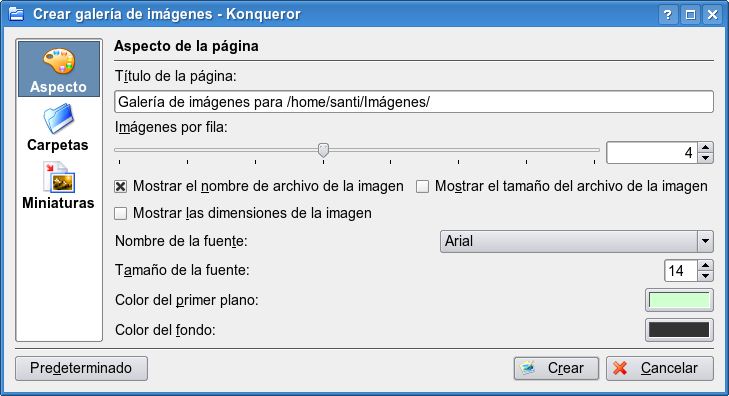 Crear galería de imágenes - Konqueror
Aspecto
Carpetas
Miniaturas
Aspecto de la página
Título de la página:
Galería de imágenes para /home/santi/Imágenes/
Imágenes por fila:
4
Mostrar el nombre de archivo de la imagen Mostrar el tamaño del archivo de la imagen
Mostrar las dimensiones de la imagen
Nombre de la fuente: Arial
Tamaño de la fuente: 14
Color del primer plano:
Color del fondo:
Predeterminado Crear Cancelar